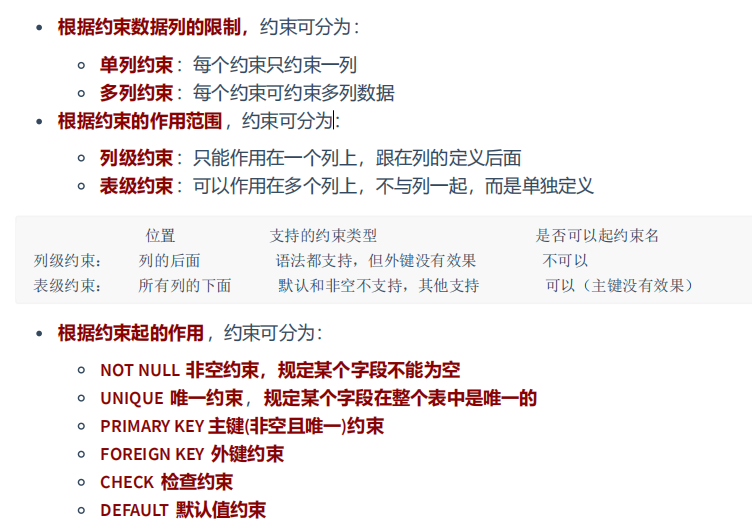 根据约束数据列的限制，约束可分为：
单列约束：每个约束只约束一列
多列约束：每个约束可约束多列数据
根据约束的作用范围，约束可分为：
列级约束：只能作用在一个列上，跟在列的定义后面
表级约束：可以作用在多个列上，不与列一起，而是单独定义
位置 支持的约束类型 是否可以起约束名
列级约束： 列的后面 语法都支持，但外键没有效果 不可以
表级约束： 所有列的下面 默认和非空不支持，其他支持 可以（主键没有效果）
根据约束起的作用，约束可分为：
NOT NULL 非空约束，规定某个字段不能为空
UNIQUE 唯一约束，规定某个字段在整个表中是唯一的
PRIMARY KEY 主键(非空且唯一)约束
FOREIGN KEY 外键约束
CHECK 检查约束
DEFAULT 默认值约束